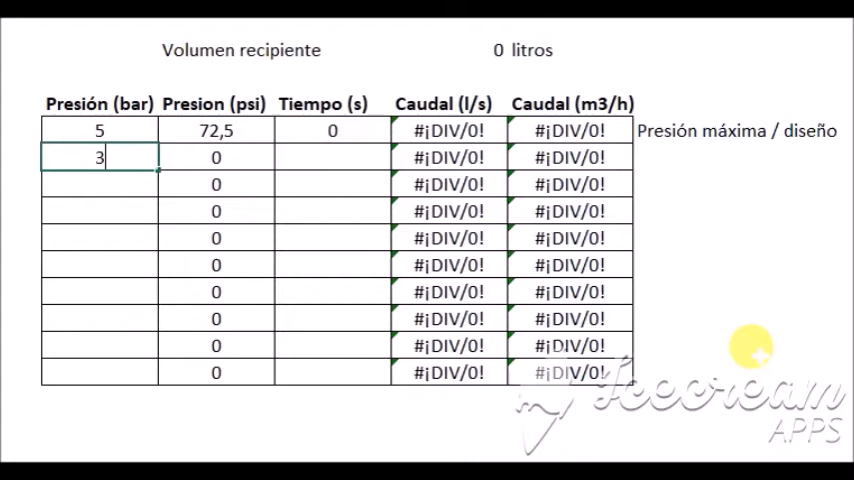 Volumen recipiente 0 litros
Presión (bar) Presion (psi) Tiempo (s) Caudal (l/s) Caudal (m3/h)
5 72,5 0 #¡DIV/0! #¡DIV/0! Presión máxima / diseño
3 0 #¡DIV/0! #¡DIV/0!
0 #¡DIV/0! #¡DIV/0!
0 #¡DIV/0! #¡DIV/0!
0 #¡DIV/0! #¡DIV/0!
0 #¡DIV/0! #¡DIV/0!
0 #¡DIV/0! #¡DIV/0!
0 #¡DIV/0! #¡DIV/0!
0 #¡DIV/0! #¡DIV/0!
0 #¡DIV/0! #¡DIV/0!
Icecream
APPS